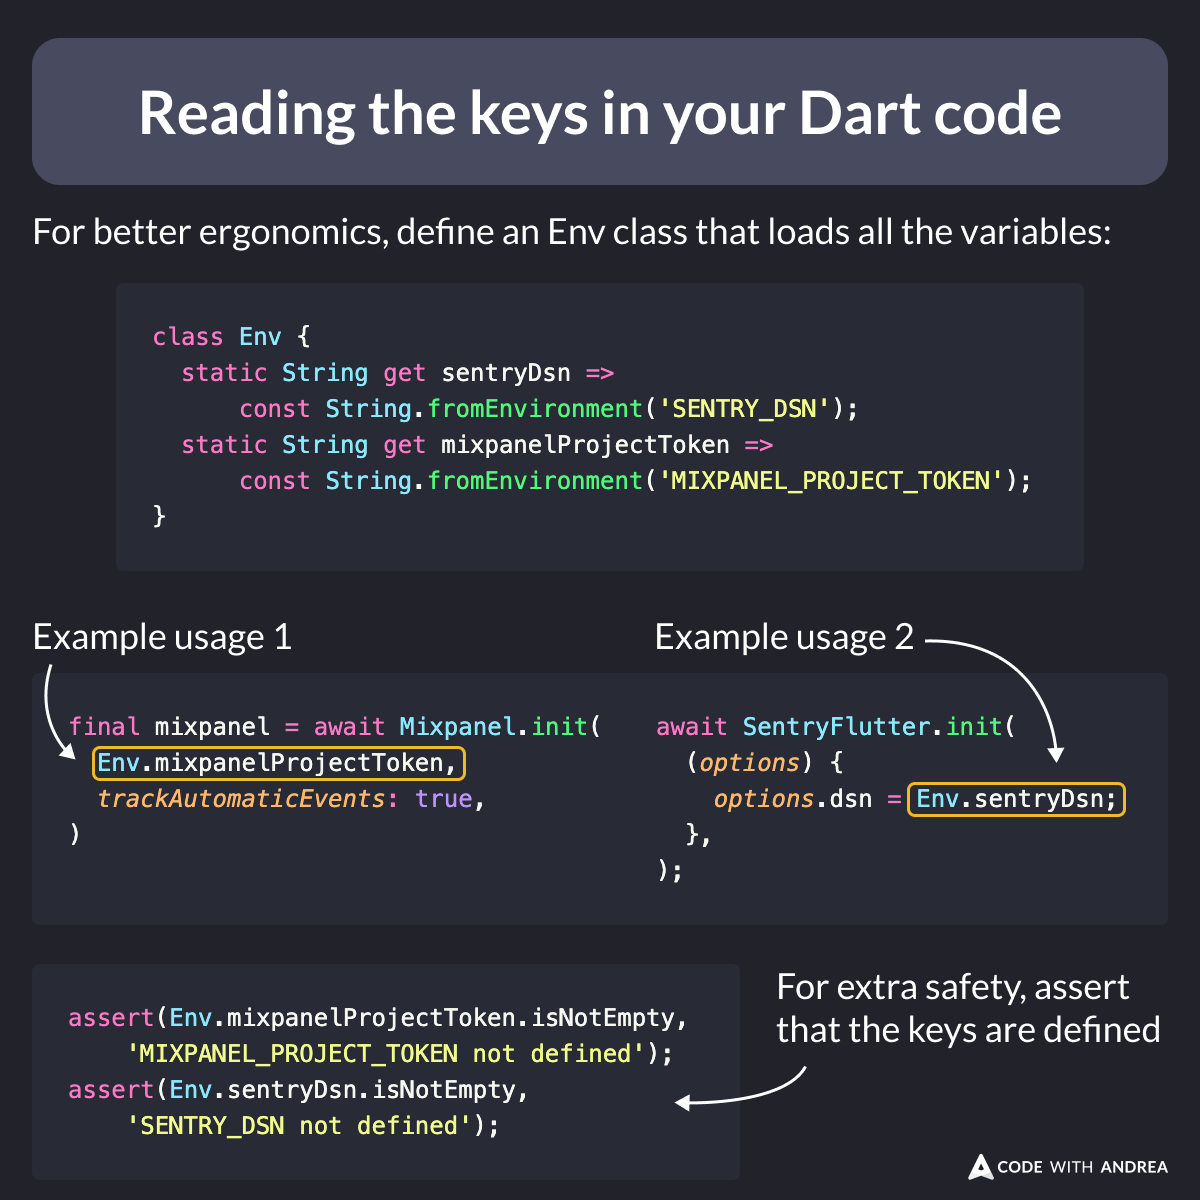 Reading the keys in your Dart code
For better ergonomics, define an Env class that loads all the variables:
class Env {
  static String get sentryDsn =>
      const String.fromEnvironment('SENTRY_DSN');
  static String get mixpanelProjectToken =>
      const String.fromEnvironment('MIXPANEL_PROJECT_TOKEN');
}
Example usage 1
final mixpanel = await Mixpanel.init(
  Env.mixpanelProjectToken,
  trackAutomaticEvents: true,
)
Example usage 2
await SentryFlutter.init(
  (options) {
    options.dsn = Env.sentryDsn;
  },
);
assert(Env.mixpanelProjectToken.isNotEmpty,
    'MIXPANEL_PROJECT_TOKEN not defined');
assert(Env.sentryDsn.isNotEmpty,
    'SENTRY_DSN not defined');
For extra safety, assert
that the keys are defined
CODE WITH ANDREA